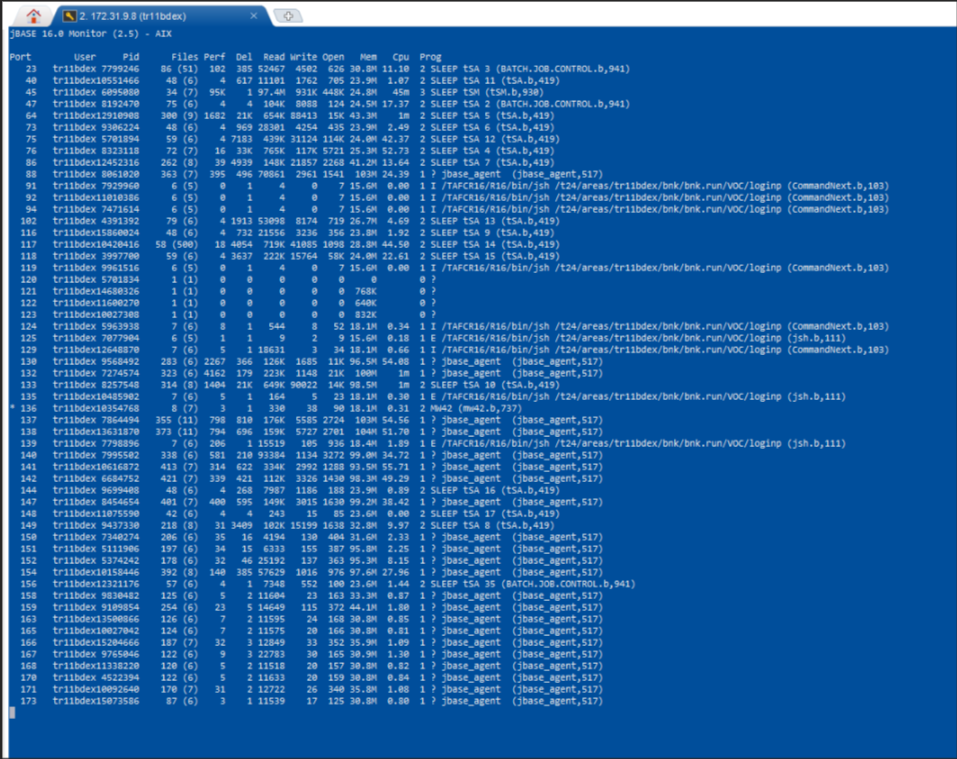 2. 172.31.9.8 (tr11bdex)
jBASE 16.0 Monitor (2.5) - AIX
Port User Pid Files Perf Del Read Write Open Mem Cpu Prog
23 tr11bdex 7799246 86 (51) 102 385 52467 4502 626 30.8M 11.10 2 SLEEP tSA 3 (BATCH.JOB.CONTROL.b,941)
40 tr11bdex10551466 48 (6) 4 617 11101 1762 705 23.9M 1.07 2 SLEEP tSA 11 (tSA.b,419)
45 tr11bdex 6095080 34 (7) 95K 1 97.4M 931K 448K 24.8M 45m 3 SLEEP tSM (tSM.b,930)
47 tr11bdex 8192470 75 (6) 4 4 104K 8088 124 24.5M 17.37 2 SLEEP tSA 2 (BATCH.JOB.CONTROL.b,941)
64 tr11bdex12910908 300 (9) 1682 21K 654K 88413 15K 43.3M 1m 2 SLEEP tSA 5 (tSA.b,419)
73 tr11bdex 9306224 48 (6) 4 969 28301 4254 435 23.9M 2.49 2 SLEEP tSA 6 (tSA.b,419)
75 tr11bdex 5701894 59 (6) 4 7183 439K 31124 114K 24.0M 42.37 2 SLEEP tSA 12 (tSA.b,419)
76 tr11bdex 8323118 72 (7) 16 33K 765K 117K 5721 25.3M 52.73 2 SLEEP tSA 4 (tSA.b,419)
86 tr11bdex12452316 262 (8) 39 4939 148K 21857 2268 41.2M 13.64 2 SLEEP tSA 7 (tSA.b,419)
88 tr11bdex 8061020 363 (7) 395 496 70861 2961 1541 103M 24.39 1 ? jbase_agent (jbase_agent,517)
91 tr11bdex 7929960 6 (5) 0 1 4 0 7 15.6M 0.00 1 I /TAFCR16/R16/bin/jsh /t24/areas/tr11bdex/bnk/bnk.run/VOC/loginp (CommandNext.b,103)
92 tr11bdex11010386 6 (5) 0 1 4 0 7 15.6M 0.00 1 I /TAFCR16/R16/bin/jsh /t24/areas/tr11bdex/bnk/bnk.run/VOC/loginp (CommandNext.b,103)
94 tr11bdex 7471614 6 (5) 0 1 4 0 7 15.6M 0.00 1 I /TAFCR16/R16/bin/jsh /t24/areas/tr11bdex/bnk/bnk.run/VOC/loginp (CommandNext.b,103)
102 tr11bdex 4391392 79 (6) 4 1913 53098 8174 719 26.7M 4.69 2 SLEEP tSA 13 (tSA.b,419)
116 tr11bdex15860024 48 (6) 4 732 21556 3236 356 23.8M 1.92 2 SLEEP tSA 9 (tSA.b,419)
117 tr11bdex10420416 58 (500) 18 4054 719K 41085 1098 28.8M 44.50 2 SLEEP tSA 14 (tSA.b,419)
118 tr11bdex 3997700 59 (6) 4 3637 222K 15764 58K 24.0M 22.61 2 SLEEP tSA 15 (tSA.b,419)
119 tr11bdex 9961516 6 (5) 0 1 4 0 7 15.6M 0.00 1 I /TAFCR16/R16/bin/jsh /t24/areas/tr11bdex/bnk/bnk.run/VOC/loginp (CommandNext.b,103)
120 tr11bdex 5701834 1 (1) 0 0 0 0 0 0 0 ?
121 tr11bdex14680326 1 (1) 0 0 0 0 0 768K 0 ?
122 tr11bdex11600270 1 (1) 0 0 0 0 0 640K 0 ?
123 tr11bdex10027308 1 (1) 0 0 0 0 0 832K 0 ?
124 tr11bdex 5963938 7 (6) 8 1 544 8 52 18.1M 0.34 1 I /TAFCR16/R16/bin/jsh /t24/areas/tr11bdex/bnk/bnk.run/VOC/loginp (CommandNext.b,103)
125 tr11bdex 7077904 6 (5) 1 1 9 2 9 15.6M 0.18 1 E /TAFCR16/R16/bin/jsh /t24/areas/tr11bdex/bnk/bnk.run/VOC/loginp (jsh.b,111)
129 tr11bdex12648870 7 (6) 5 1 18631 3 34 18.1M 0.66 1 I /TAFCR16/R16/bin/jsh /t24/areas/tr11bdex/bnk/bnk.run/VOC/loginp (CommandNext.b,103)
130 tr11bdex 9568492 283 (6) 2267 366 126K 1685 11K 96.5M 54.08 1 ? jbase_agent (jbase_agent,517)
132 tr11bdex 7274574 323 (6) 4162 179 223K 1148 21K 100M 1m 1 ? jbase_agent (jbase_agent,517)
133 tr11bdex 8257548 314 (8) 1404 21K 649K 90022 14K 98.5M 1m 2 SLEEP tSA 10 (tSA.b,419)
135 tr11bdex10485902 7 (6) 5 1 164 5 23 18.1M 0.30 1 E /TAFCR16/R16/bin/jsh /t24/areas/tr11bdex/bnk/bnk.run/VOC/loginp (jsh.b,111)
* 136 tr11bdex10354768 8 (7) 3 1 330 38 90 18.1M 0.31 2 MW42 (mw42.b,737)
137 tr11bdex 7864494 355 (11) 798 810 176K 5585 2724 103M 54.56 1 ? jbase_agent (jbase_agent,517)
138 tr11bdex13631870 373 (11) 794 696 159K 5727 2701 104M 51.70 1 ? jbase_agent (jbase_agent,517)
139 tr11bdex 7798896 7 (6) 206 1 15519 105 936 18.4M 1.89 1 E /TAFCR16/R16/bin/jsh /t24/areas/tr11bdex/bnk/bnk.run/VOC/loginp (jsh.b,111)
140 tr11bdex 7995502 338 (6) 581 210 93384 1134 3272 99.0M 34.72 1 ? jbase_agent (jbase_agent,517)
141 tr11bdex10616872 413 (7) 314 622 334K 2992 1288 93.5M 55.71 1 ? jbase_agent (jbase_agent,517)
142 tr11bdex 6684752 421 (7) 339 421 112K 3326 1430 98.3M 49.29 1 ? jbase_agent (jbase_agent,517)
144 tr11bdex 9699408 48 (6) 4 268 7987 1186 188 23.9M 0.89 2 SLEEP tSA 16 (tSA.b,419)
147 tr11bdex 8454654 401 (7) 400 595 149K 3015 1630 99.2M 38.42 1 ? jbase_agent (jbase_agent,517)
148 tr11bdex11075590 42 (6) 4 4 243 15 85 23.6M 0.00 2 SLEEP tSA 17 (tSA.b,419)
149 tr11bdex 9437330 218 (8) 31 3409 102K 15199 1638 32.8M 9.97 2 SLEEP tSA 8 (tSA.b,419)
150 tr11bdex 7340274 206 (6) 35 16 4194 130 404 31.6M 2.33 1 ? jbase_agent (jbase_agent,517)
151 tr11bdex 5111906 197 (6) 34 15 6333 155 387 95.8M 2.25 1 ? jbase_agent (jbase_agent,517)
152 tr11bdex 5374242 178 (6) 32 46 25192 137 363 95.3M 8.15 1 ? jbase_agent (jbase_agent,517)
154 tr11bdex10158446 392 (8) 140 385 57629 1016 976 97.6M 27.96 1 ? jbase_agent (jbase_agent,517)
156 tr11bdex12321176 57 (6) 4 1 7348 552 100 23.6M 1.44 2 SLEEP tSA 35 (BATCH.JOB.CONTROL.b,941)
158 tr11bdex 9830482 125 (6) 5 2 11604 23 163 33.3M 0.87 1 ? jbase_agent (jbase_agent,517)
159 tr11bdex 9109854 254 (6) 23 5 14649 115 372 44.1M 1.80 1 ? jbase_agent (jbase_agent,517)
163 tr11bdex13500866 126 (6) 7 2 11595 24 168 30.8M 0.85 1 ? jbase_agent (jbase_agent,517)
165 tr11bdex10027042 124 (6) 7 2 11575 20 166 30.8M 0.81 1 ? jbase_agent (jbase_agent,517)
166 tr11bdex15204666 187 (7) 32 3 12849 33 352 35.9M 1.09 1 ? jbase_agent (jbase_agent,517)
167 tr11bdex 9765046 122 (6) 9 3 22783 30 165 30.9M 1.30 1 ? jbase_agent (jbase_agent,517)
168 tr11bdex11338220 120 (6) 5 2 11518 20 157 30.8M 0.82 1 ? jbase_agent (jbase_agent,517)
170 tr11bdex 4522394 122 (6) 5 2 11633 20 159 30.8M 0.84 1 ? jbase_agent (jbase_agent,517)
171 tr11bdex10092640 170 (7) 31 2 12722 26 340 35.8M 1.08 1 ? jbase_agent (jbase_agent,517)
173 tr11bdex15073586 87 (6) 3 1 11539 17 125 30.8M 0.80 1 ? jbase_agent (jbase_agent,517)